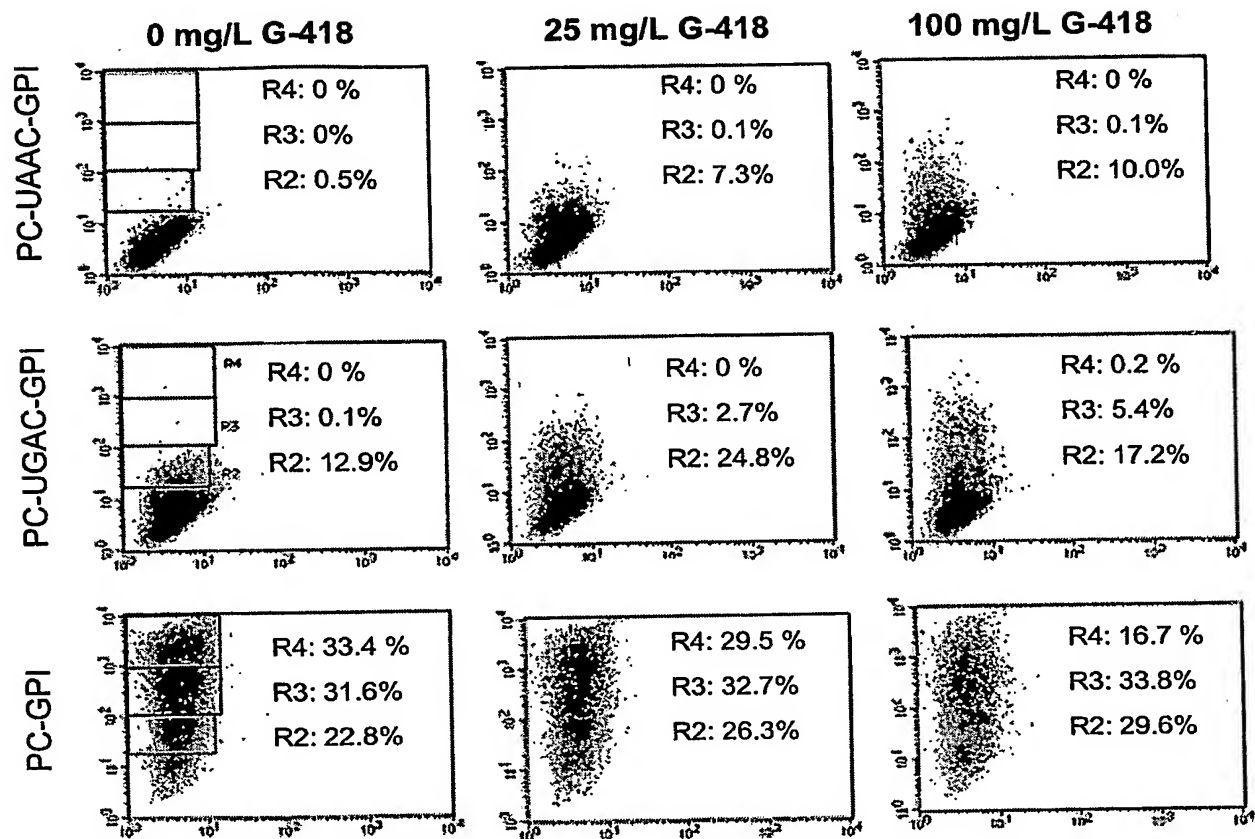 0 mg/L G-418
25 mg/L G-418
100 mg/L G-418
PC-UAAC-GPI
R4: 0 %
R3: 0%
R2: 0.5%
R4: 0 %
R3: 0.1%
R2: 7.3%
R4: 0 %
R3: 0.1%
R2: 10.0%
PC-UGAC-GPI
R4
R3
R2
R4: 0 %
R3: 0.1%
R2: 12.9%
R4: 0 %
R3: 2.7%
R2: 24.8%
R4: 0.2 %
R3: 5.4%
R2: 17.2%
PC-GPI
R4: 33.4 %
R3: 31.6%
R2: 22.8%
R4: 29.5 %
R3: 32.7%
R2: 26.3%
R4: 16.7 %
R3: 33.8%
R2: 29.6%